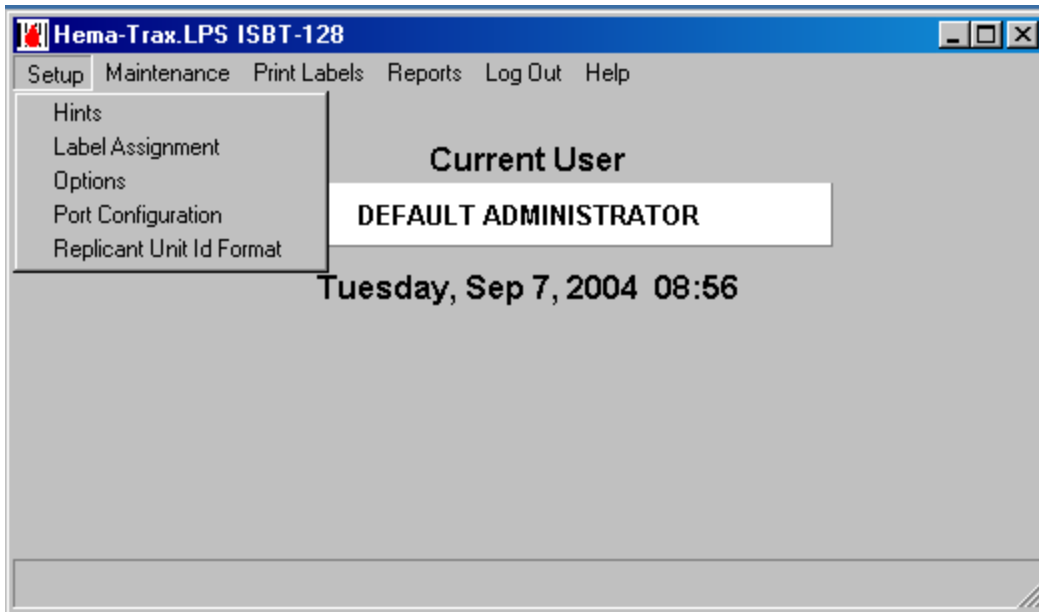 Hema-Trax.LPS ISBT-128
Setup Maintenance Print Labels Reports Log Out Help
Hints
Label Assignment
Options
Port Configuration
Replicant Unit Id Format
Current User
DEFAULT ADMINISTRATOR
Tuesday, Sep 7, 2004 08:56